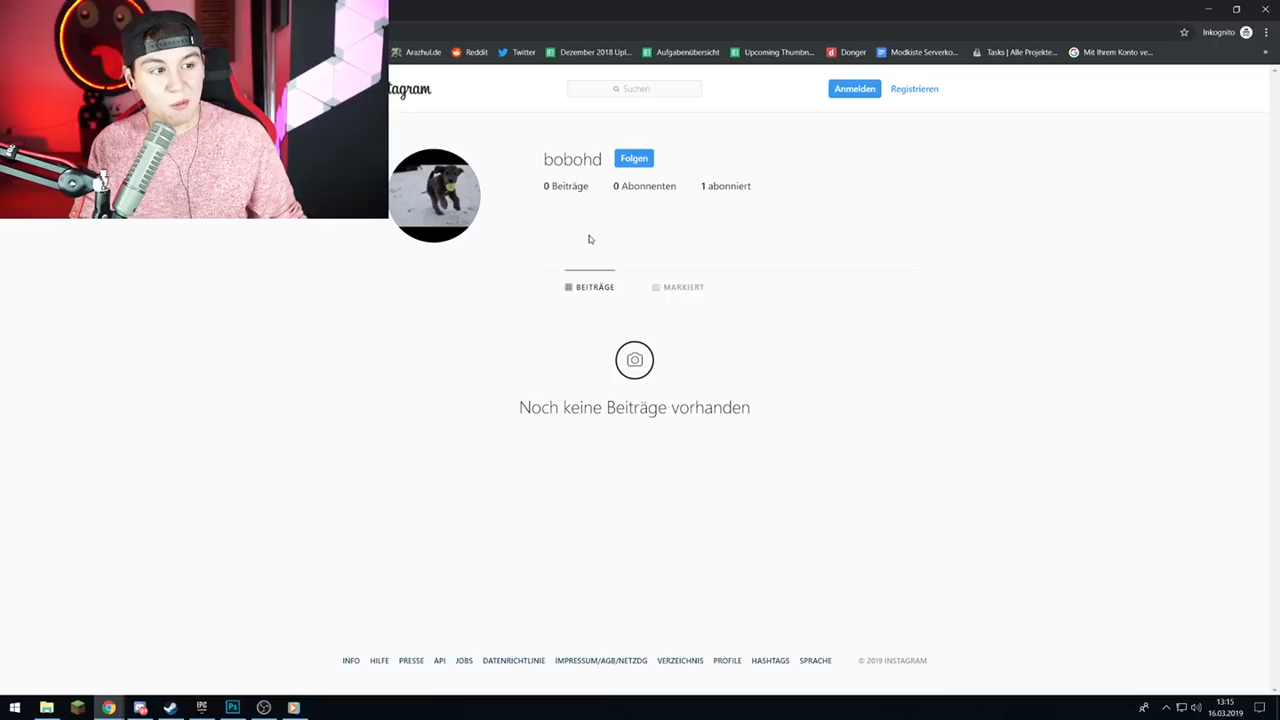 Inkognito
Arazhul.de Reddit Twitter Dezember 2018 Upl... Aufgabenübersicht Upcoming Thumbn... Donger Modkiste Serverko... Tasks | Alle Projekte... Mit Ihrem Konto ve... »
tagram Suchen Anmelden Registrieren
bobohd Folgen
0 Beiträge 0 Abonnenten 1 abonniert
BEITRÄGE MARKIERT
Noch keine Beiträge vorhanden
INFO HILFE PRESSE API JOBS DATENRICHTLINIE IMPRESSUM/AGB/NETZDG VERZEICHNIS PROFILE HASHTAGS SPRACHE © 2019 INSTAGRAM
EPIC Ps 13:15
16.03.2019